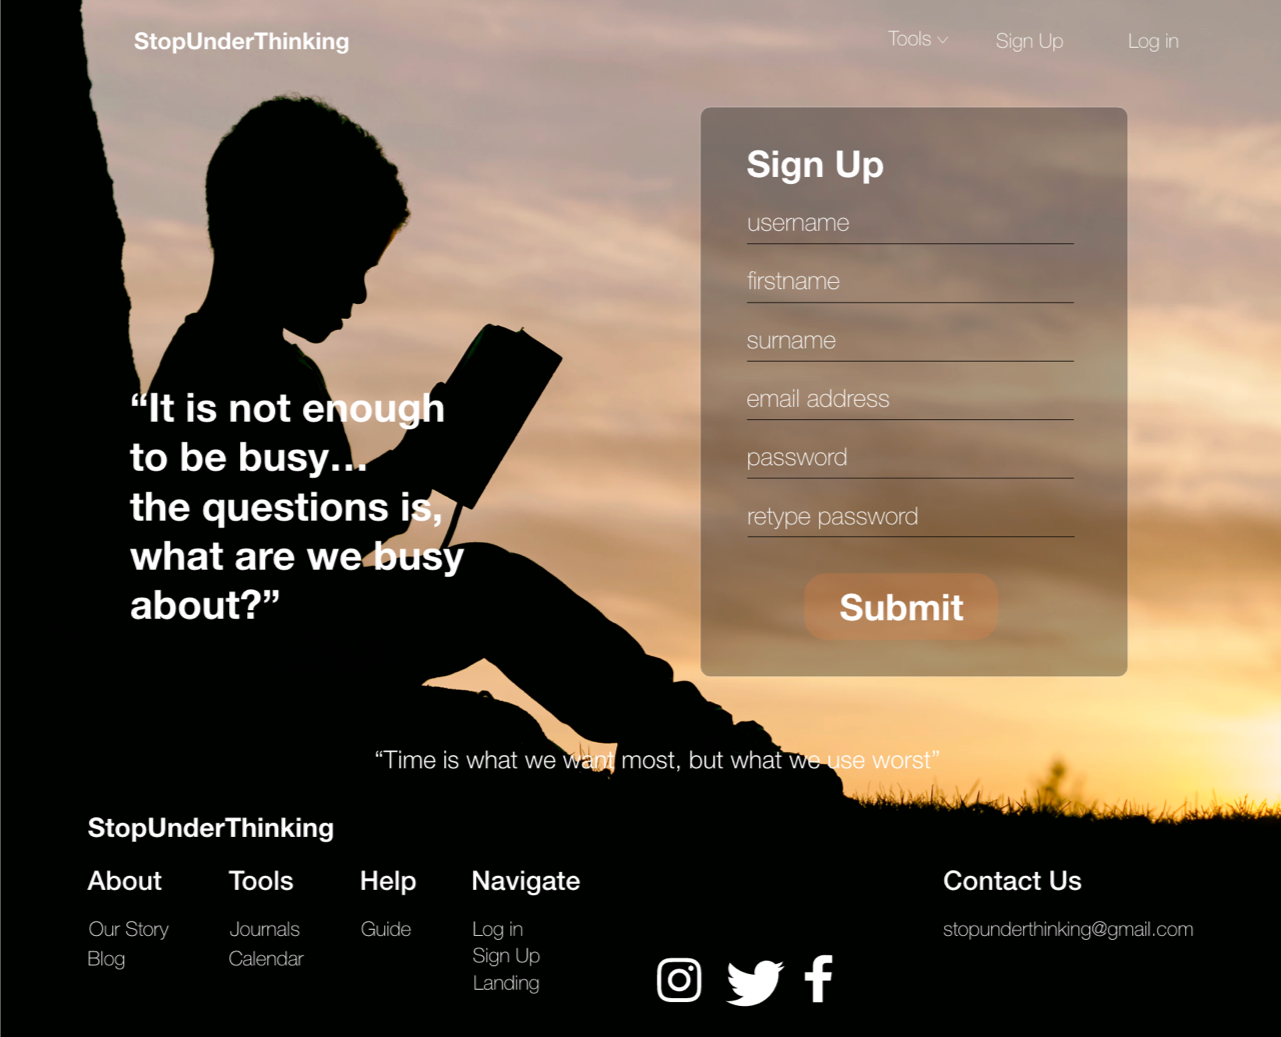 StopUnderThinking
Tools
Sign Up
Log in
“It is not enough
to be busy...
the questions is,
what are we busy
about?”
Sign Up
username
firstname
surname
email address
password
retype password
Submit
“Time is what we want most, but what we use worst”
StopUnderThinking
About
Our Story
Blog
Tools
Journals
Calendar
Help
Guide
Navigate
Log in
Sign Up
Landing
Contact Us
stopunderthinking@gmail.com